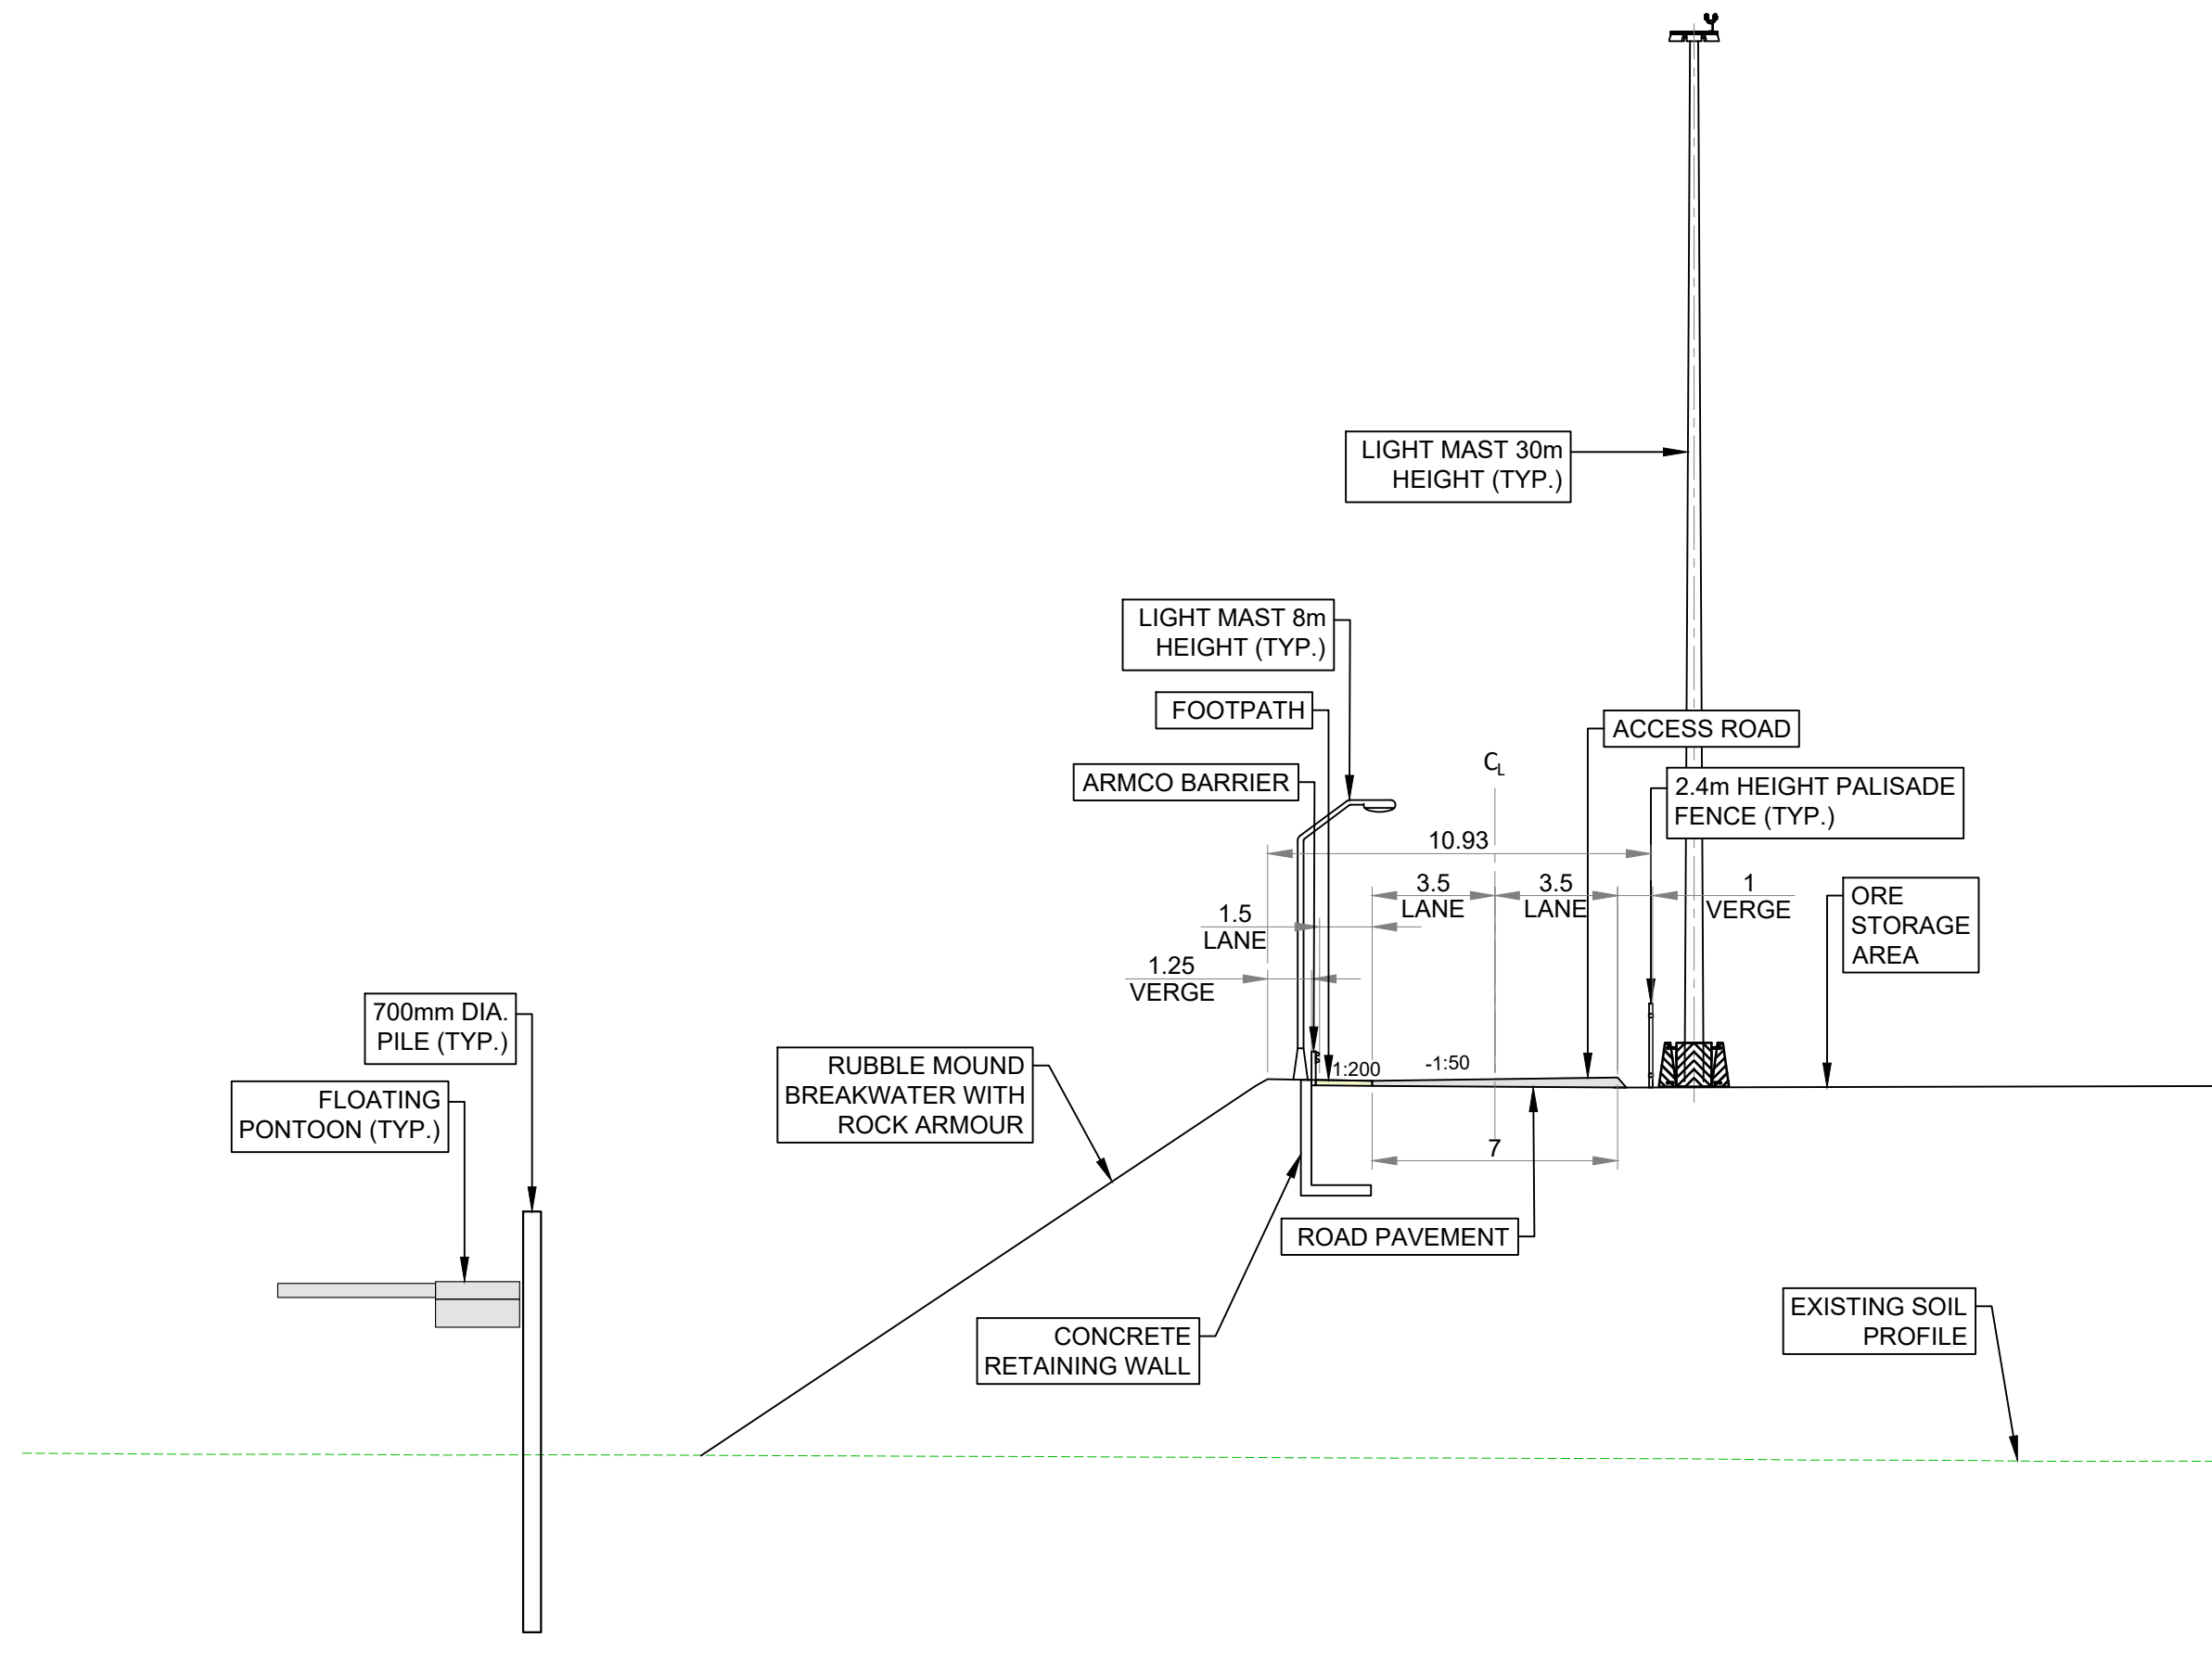 LIGHT MAST 30m
HEIGHT (TYP.)
LIGHT MAST 8m
HEIGHT (TYP.)
FOOTPATH
ACCESS ROAD
CL
ARMCO BARRIER
2.4m HEIGHT PALISADE
FENCE (TYP.)
10.93
3.5
LANE
3.5
LANE
1
VERGE
ORE
STORAGE
AREA
1.5
LANE
1.25
VERGE
700mm DIA.
PILE (TYP.)
RUBBLE MOUND
BREAKWATER WITH
ROCK ARMOUR
1:200
-1:50
FLOATING
PONTOON (TYP.)
7
ROAD PAVEMENT
CONCRETE
RETAINING WALL
EXISTING SOIL
PROFILE